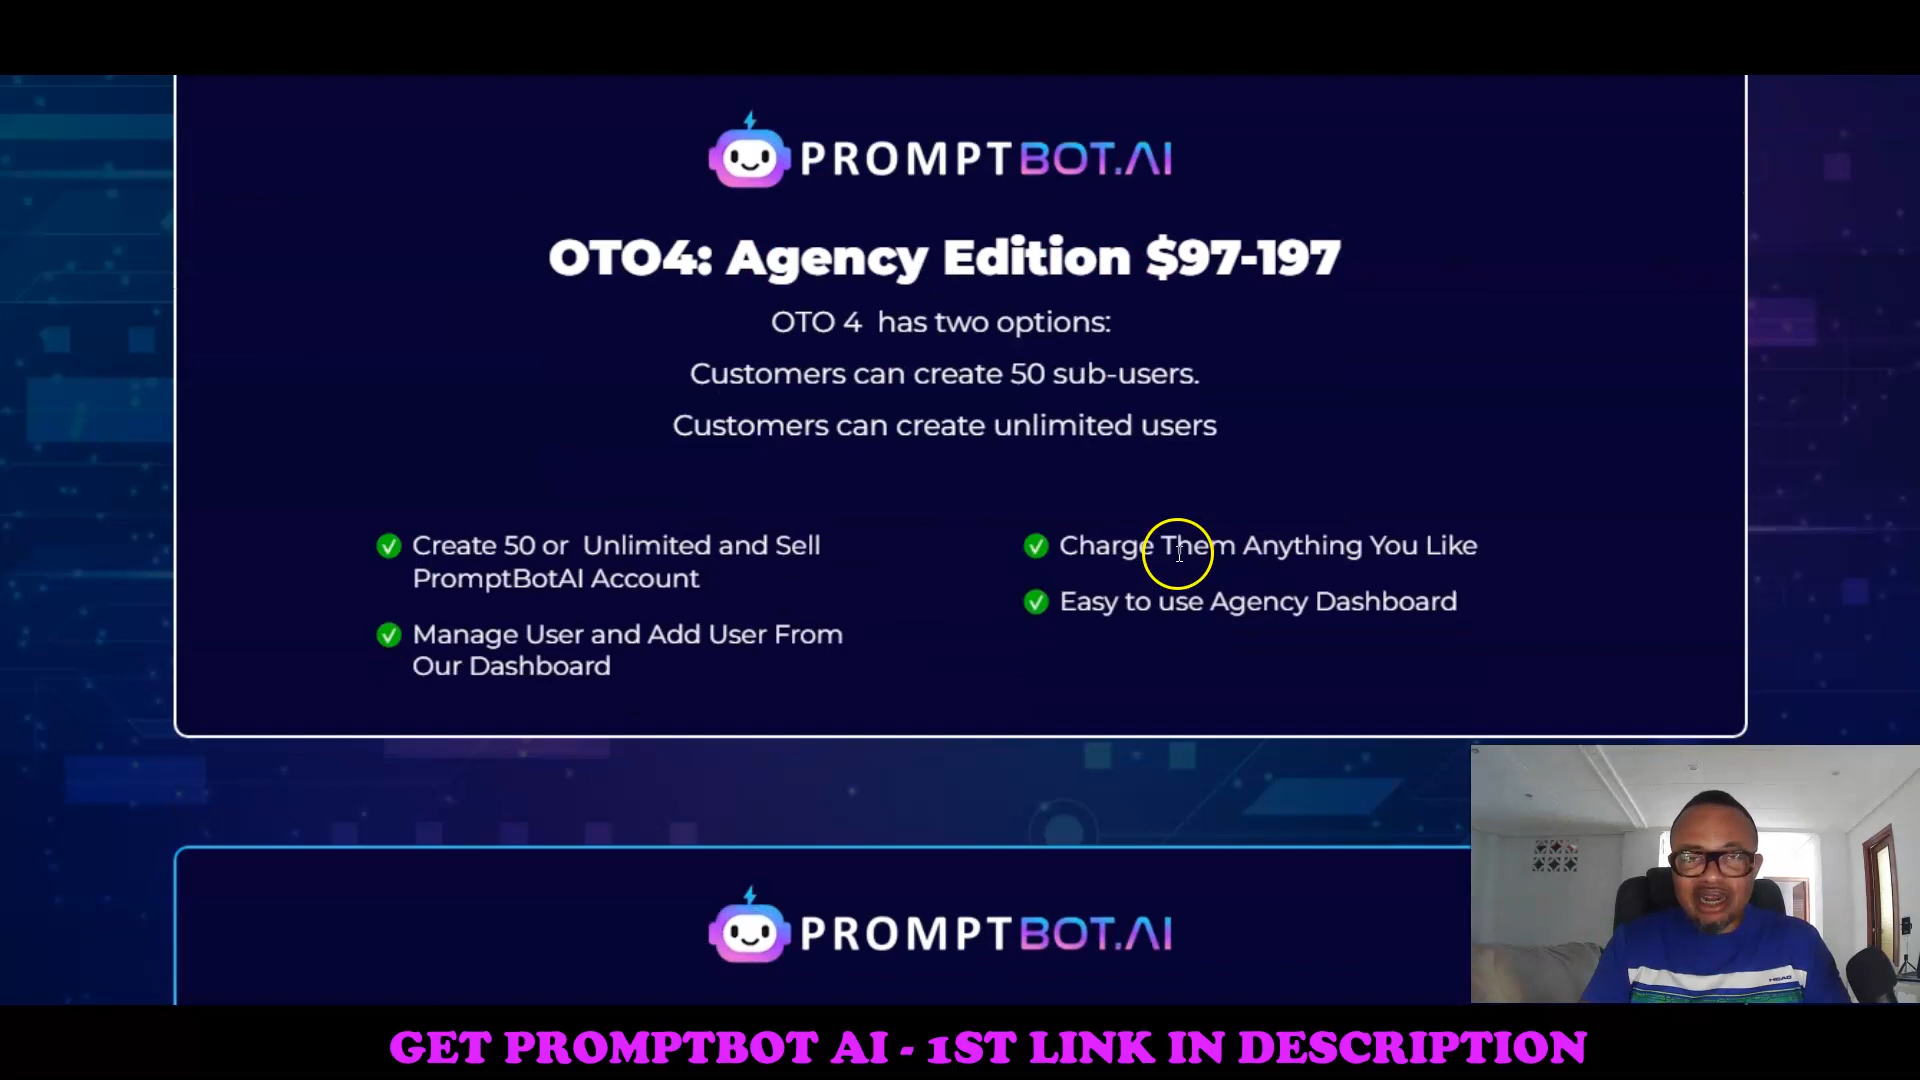 PROMPTBOT.AI
OTO4: Agency Edition $97-197
OTO 4  has two options:
Customers can create 50 sub-users.
Customers can create unlimited users
Create 50 or  Unlimited and Sell
PromptBotAI Account
Manage User and Add User From
Our Dashboard
Charge Them Anything You Like
Easy to use Agency Dashboard
PROMPTBOT.AI
HEAD
GET PROMPTBOT AI - 1ST LINK IN DESCRIPTION